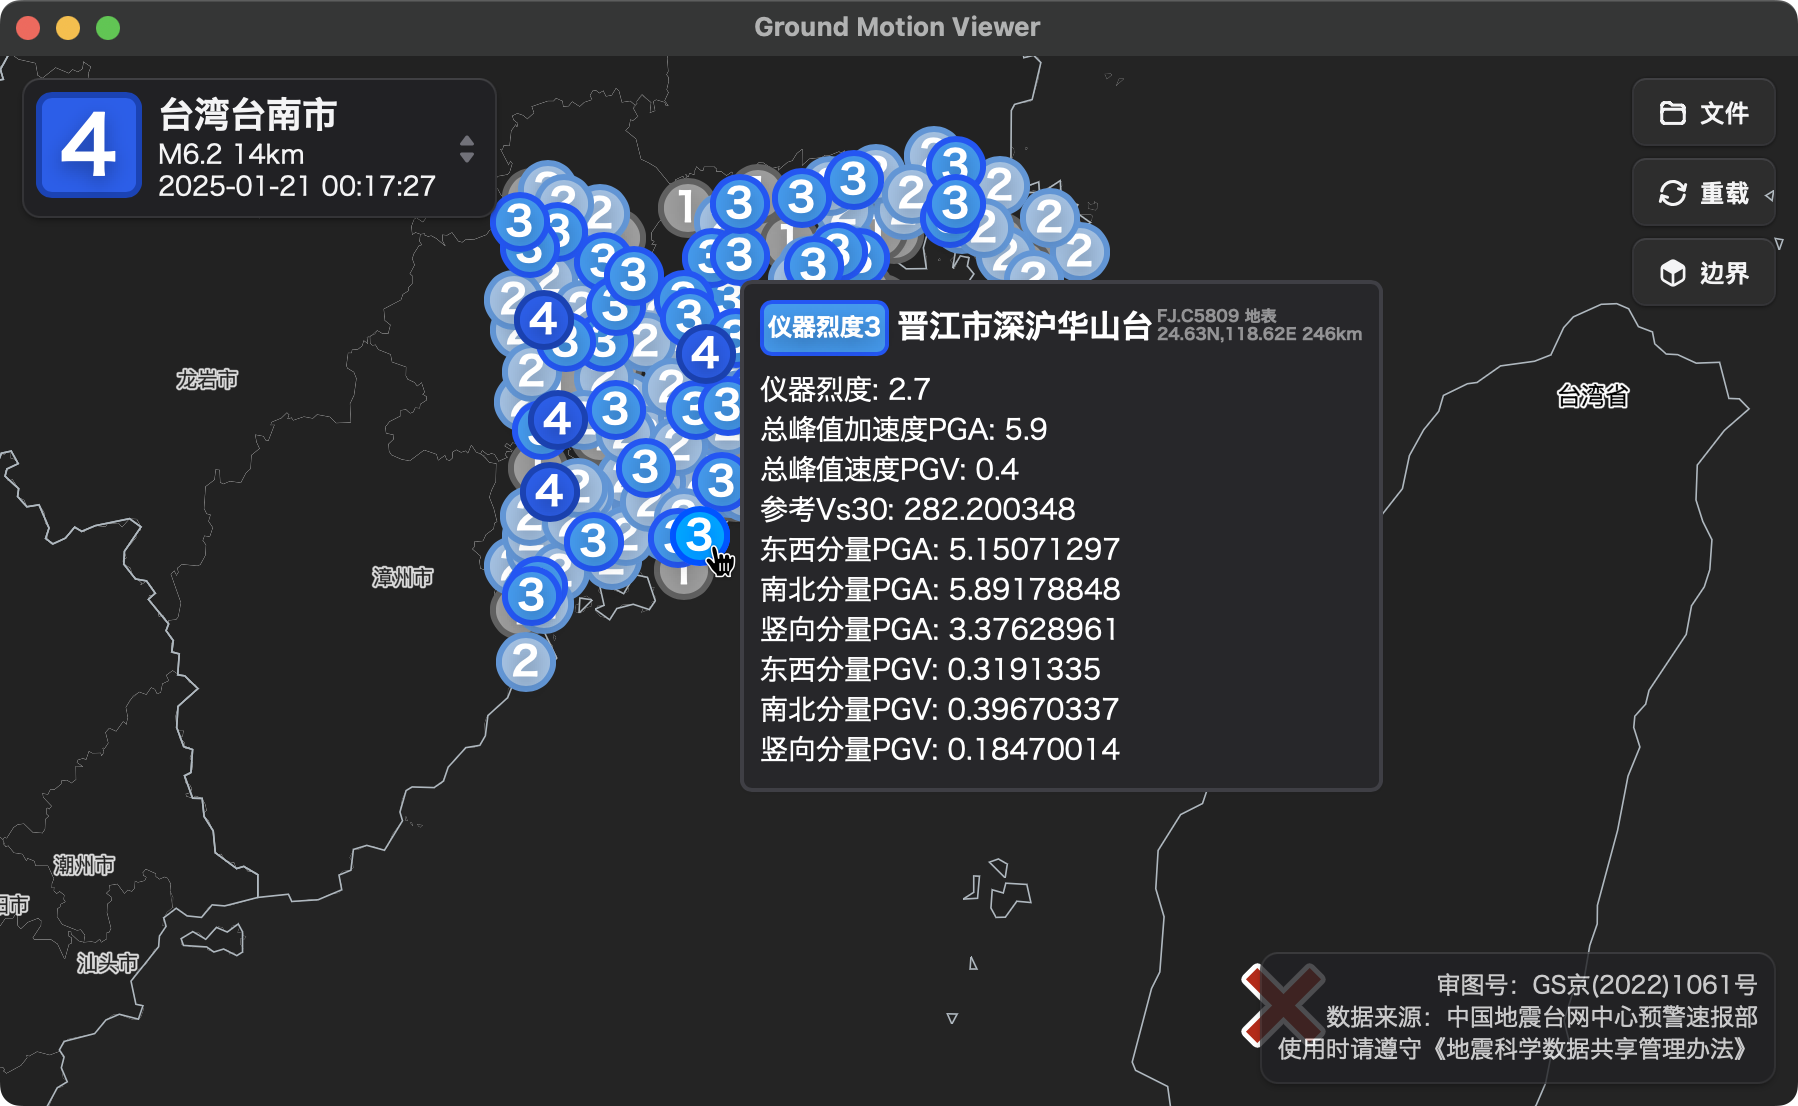 Ground Motion Viewer
4
台湾台南市
M6.2 14km
2025-01-21 00:17:27
文件
重载
边界
仪器烈度3
晋江市深沪华山台
FJ.C5809 地表
24.63N,118.62E 246km
仪器烈度: 2.7
总峰值加速度PGA: 5.9
总峰值速度PGV: 0.4
参考Vs30: 282.200348
东西分量PGA: 5.15071297
南北分量PGA: 5.89178848
竖向分量PGA: 3.37628961
东西分量PGV: 0.3191335
南北分量PGV: 0.39670337
竖向分量PGV: 0.18470014
龙岩市
台湾省
漳州市
潮州市
汕头市
审图号：GS京(2022)1061号
数据来源：中国地震台网中心预警速报部
使用时请遵守《地震科学数据共享管理办法》